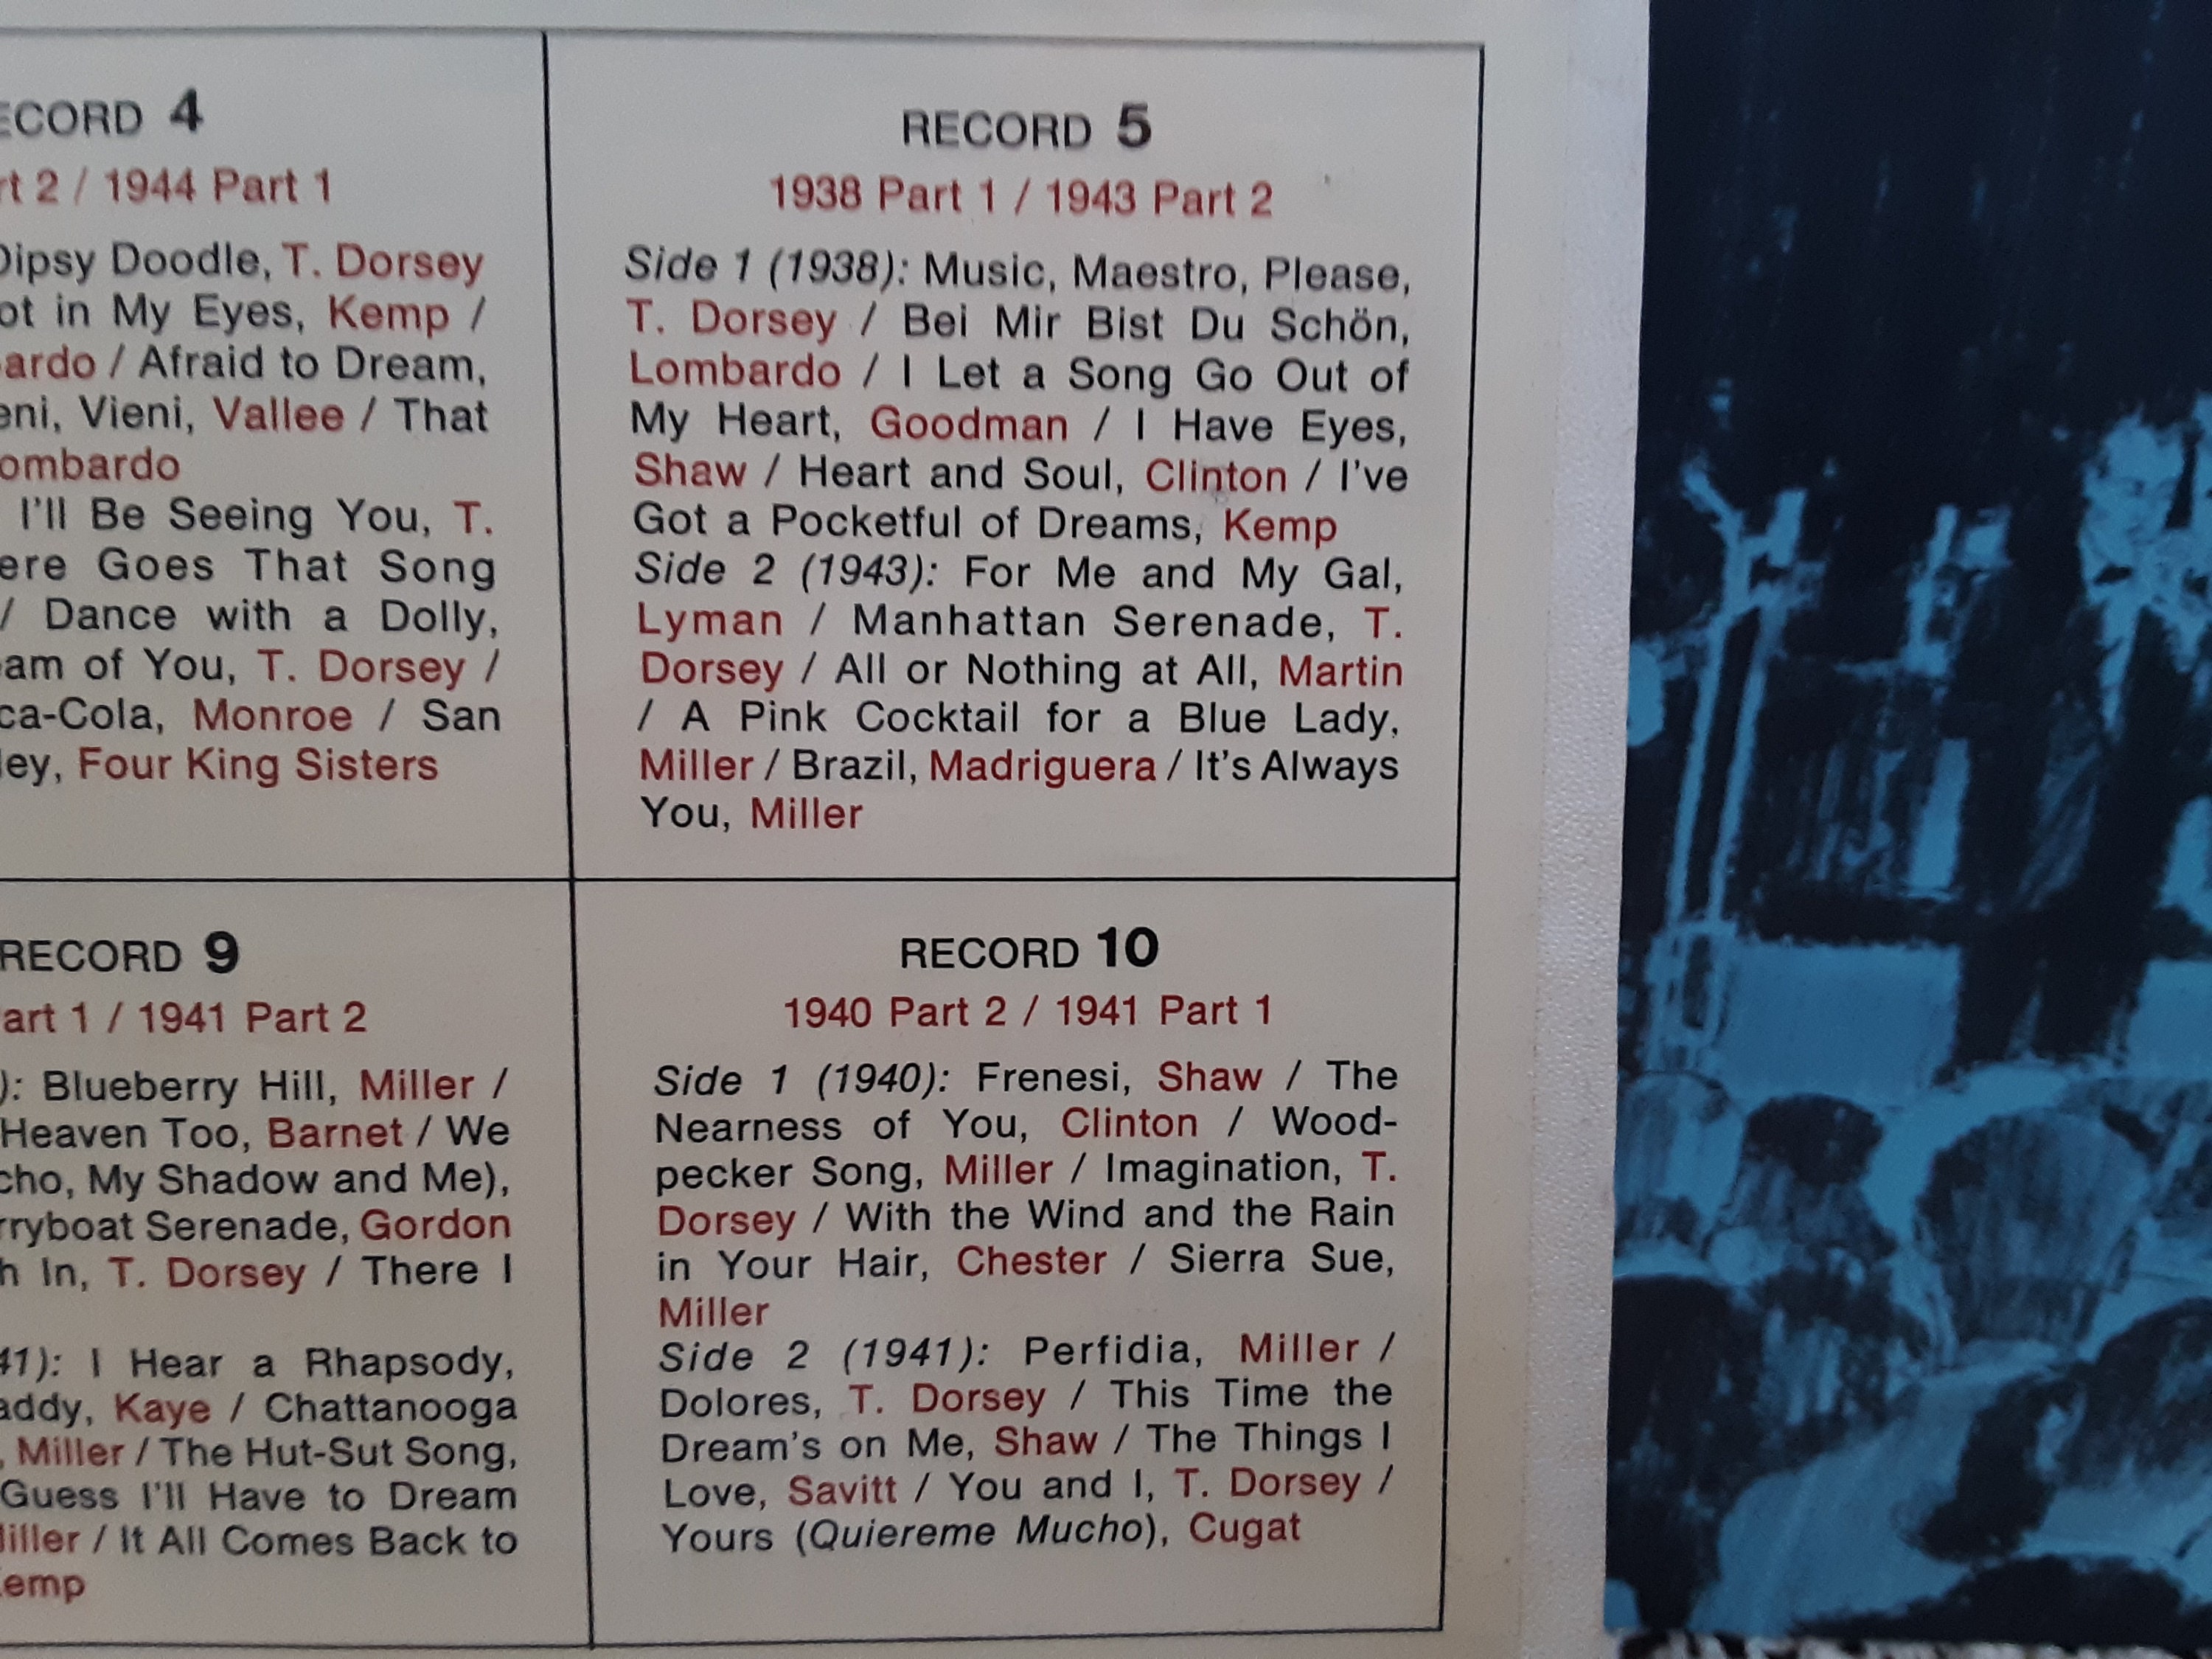 RECORD 4
2 / 1944 Part 1
Dipsy Doodle, T. Dorsey
in My Eyes, Kemp /
/ Afraid to Dream,
Vieni, Vallee / That
Lombardo
I'll Be Seeing You, T.
Goes That Song
/ Dance with a Dolly,
of You, T. Dorsey /
Monroe / San
Four King Sisters
RECORD 5
1938 Part 1 / 1943 Part 2
Side 1 (1938): Music, Maestro, Please,
T. Dorsey / Bei Mir Bist Du Schön,
Lombardo / I Let a Song Go Out of
My Heart, Goodman / I Have Eyes,
Shaw / Heart and Soul, Clinton / I've
Got a Pocketful of Dreams, Kemp
Side 2 (1943): For Me and My Gal,
Lyman / Manhattan Serenade, T.
Dorsey / All or Nothing at All, Martin
/ A Pink Cocktail for a Blue Lady,
Miller / Brazil, Madriguera / It's Always
You, Miller
RECORD 9
Part 1 / 1941 Part 2
Blueberry Hill, Miller /
Heaven Too, Barnet / We
My Shadow and Me),
Serenade, Gordon
In, T. Dorsey / There I
I Hear a Rhapsody,
Kaye / Chattanooga
Miller / The Hut-Sut Song,
Guess I'll Have to Dream
Miller / It All Comes Back to
Kemp
RECORD 10
1940 Part 2 / 1941 Part 1
Side 1 (1940): Frenesi, Shaw / The
Nearness of You, Clinton / Wood-
pecker Song, Miller / Imagination, T.
Dorsey / With the Wind and the Rain
in Your Hair, Chester / Sierra Sue,
Miller
Side 2 (1941): Perfidia, Miller /
Dolores, T. Dorsey / This Time the
Dream's on Me, Shaw / The Things I
Love, Savitt / You and I, T. Dorsey /
Yours (Quiereme Mucho), Cugat